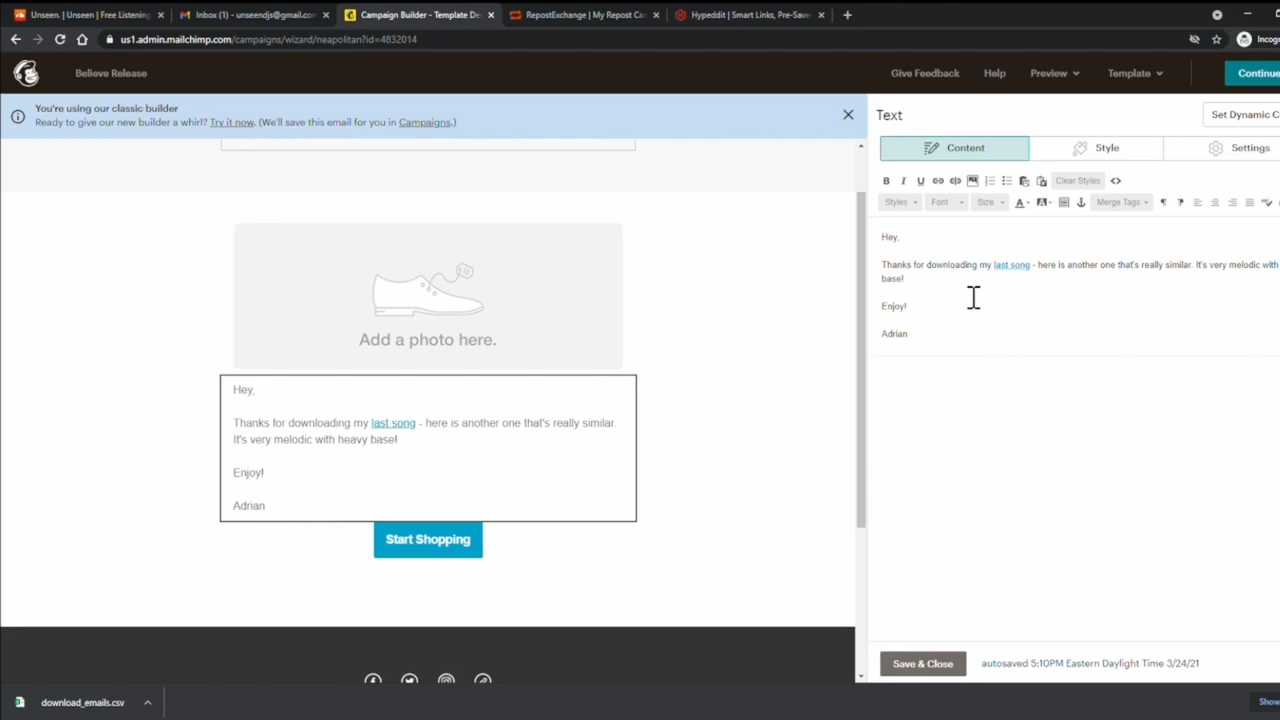 Unseen. | Unseen | Free Listening
Inbox (1) - unseendjs@gmail.com
Campaign Builder - Template De
RepostExchange | My Repost Ca
Hypeddit | Smart Links, Pre-Save
us1.admin.mailchimp.com/campaigns/wizard/neapolitan?id=4832014
Incog
Believe Release
Give Feedback
Help
Preview
Template
Continue
You're using our classic builder
Ready to give our new builder a whirl? Try it now. (We'll save this email for you in Campaigns.)
Text
Set Dynamic C
Content
Style
Settings
B I U
Clear Styles
Styles
Font
Size
A
Merge Tags
Hey,
Thanks for downloading my last song - here is another one that's really similar. It's very melodic with
base!
Enjoy!
Adrian
Add a photo here.
Hey,
Thanks for downloading my last song - here is another one that's really similar.
It's very melodic with heavy base!
Enjoy!
Adrian
Start Shopping
Save & Close
autosaved 5:10PM Eastern Daylight Time 3/24/21
download_emails.csv
Show